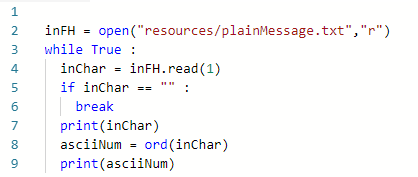 1
2 inFH = open("resources/plainMessage.txt","r")
3 while True :
4   inChar = inFH.read(1)
5   if inChar == "" :
6     break
7   print(inChar)
8   asciiNum = ord(inChar)
9   print(asciiNum)